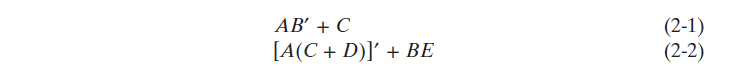 AB′ + C (2-1)
[A(C + D)]′ + BE (2-2)